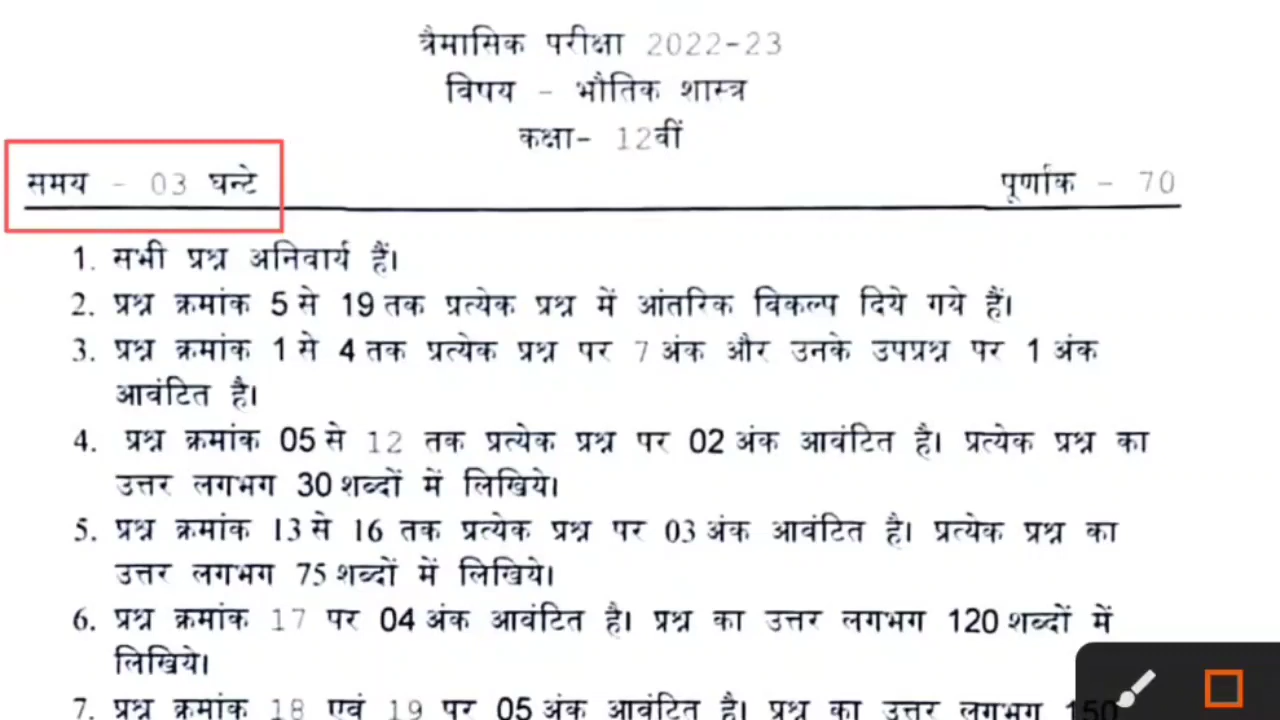 त्रैमासिक परीक्षा 2022-23
विषय - भौतिक शास्त्र
कक्षा- 12वीं
समय - 03 घन्टे पूर्णांक - 70
1. सभी प्रश्न अनिवार्य हैं।
2. प्रश्न क्रमांक 5 से 19 तक प्रत्येक प्रश्न में आंतरिक विकल्प दिये गये हैं।
3. प्रश्न क्रमांक 1 से 4 तक प्रत्येक प्रश्न पर 7 अंक और उनके उपप्रश्न पर 1 अंक
आवंटित है।
4. प्रश्न क्रमांक 05 से 12 तक प्रत्येक प्रश्न पर 02 अंक आवंटित है। प्रत्येक प्रश्न का
उत्तर लगभग 30 शब्दों में लिखिये।
5. प्रश्न क्रमांक 13 से 16 तक प्रत्येक प्रश्न पर 03 अंक आवंटित है। प्रत्येक प्रश्न का
उत्तर लगभग 75 शब्दों में लिखिये।
6. प्रश्न क्रमांक 17 पर 04 अंक आवंटित है। प्रश्न का उत्तर लगभग 120 शब्दों में
लिखिये।
7. प्रश्न क्रमांक 18 एवं 19 पर 05 अंक आवंटित है। प्रश्न का उत्तर लगभग 150